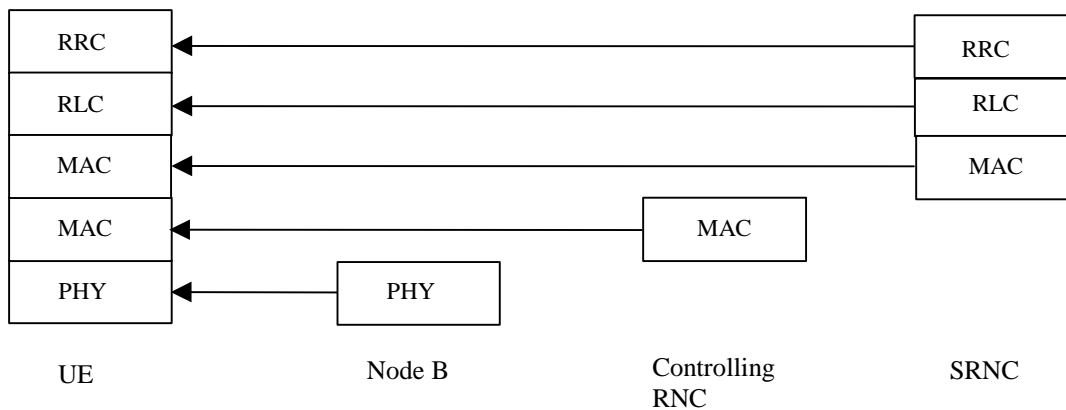 RRC
RRC
RLC
RLC
MAC
MAC
MAC
MAC
PHY
PHY
UE
Node B
Controlling
RNC
SRNC